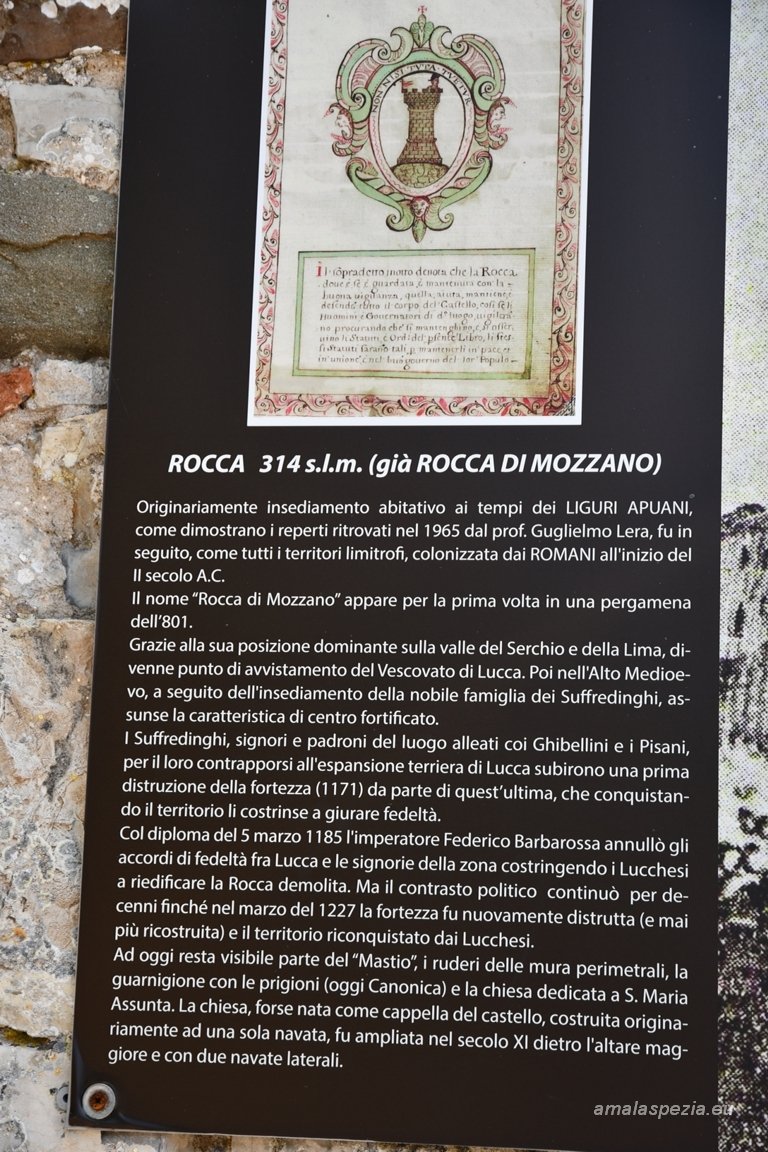 NON NISI TUTA TUTUR
Il sopradetto motto denota che la Rocca
dove se è guardata, è mantenuta con la
buona vigilanza, quella, aiuta, mantiene, è
defende tutto il corpo del Castello, così se li
Huomini è Governatori di dº luogo, vigilera-
no procurando che si mantenghino, e si osser-
vino li Statuti è Ordi del pñte Libro, li stes-
si Statuti sarano tali, p mantenerli in pace et
in unione, è nel buõ governo del lor Popolo
ROCCA 314 s.l.m. (già ROCCA DI MOZZANO)
Originariamente insediamento abitativo ai tempi dei LIGURI APUANI,
come dimostrano i reperti ritrovati nel 1965 dal prof. Guglielmo Lera, fu in
seguito, come tutti i territori limitrofi, colonizzata dai ROMANI all'inizio del
II secolo A.C.
Il nome “Rocca di Mozzano” appare per la prima volta in una pergamena
dell’801.
Grazie alla sua posizione dominante sulla valle del Serchio e della Lima, di-
venne punto di avvistamento del Vescovato di Lucca. Poi nell'Alto Medioe-
vo, a seguito dell'insediamento della nobile famiglia dei Suffredinghi, as-
sunse la caratteristica di centro fortificato.
I Suffredinghi, signori e padroni del luogo alleati coi Ghibellini e i Pisani,
per il loro contrapporsi all'espansione terriera di Lucca subirono una prima
distruzione della fortezza (1171) da parte di quest’ultima, che conquistan-
do il territorio li costrinse a giurare fedeltà.
Col diploma del 5 marzo 1185 l'imperatore Federico Barbarossa annullò gli
accordi di fedeltà fra Lucca e le signorie della zona costringendo i Lucchesi
a riedificare la Rocca demolita. Ma il contrasto politico continuò per de-
cenni finché nel marzo del 1227 la fortezza fu nuovamente distrutta (e mai
più ricostruita) e il territorio riconquistato dai Lucchesi.
Ad oggi resta visibile parte del “Mastio”, i ruderi delle mura perimetrali, la
guarnigione con le prigioni (oggi Canonica) e la chiesa dedicata a S. Maria
Assunta. La chiesa, forse nata come cappella del castello, costruita origina-
riamente ad una sola navata, fu ampliata nel secolo XI dietro l'altare mag-
giore e con due navate laterali.
amalaspezia.eu